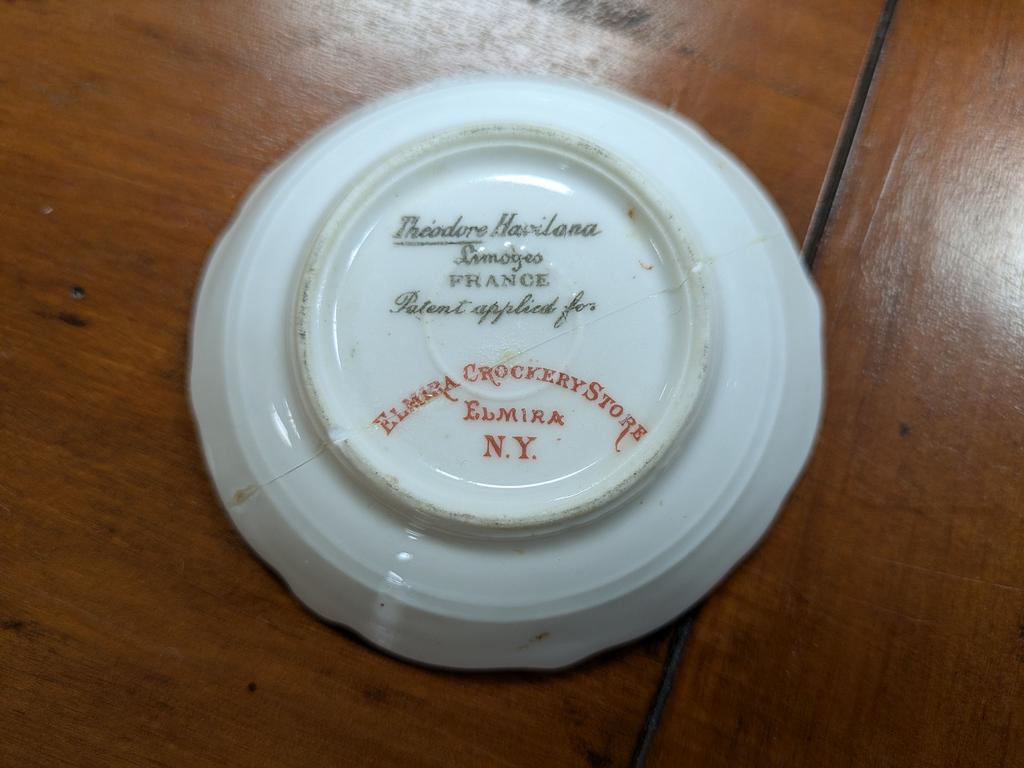 Théodore Haviland
Limoges
FRANCE
Patent applied for
ELMIRA CROCKERY STORE
ELMIRA
N.Y.